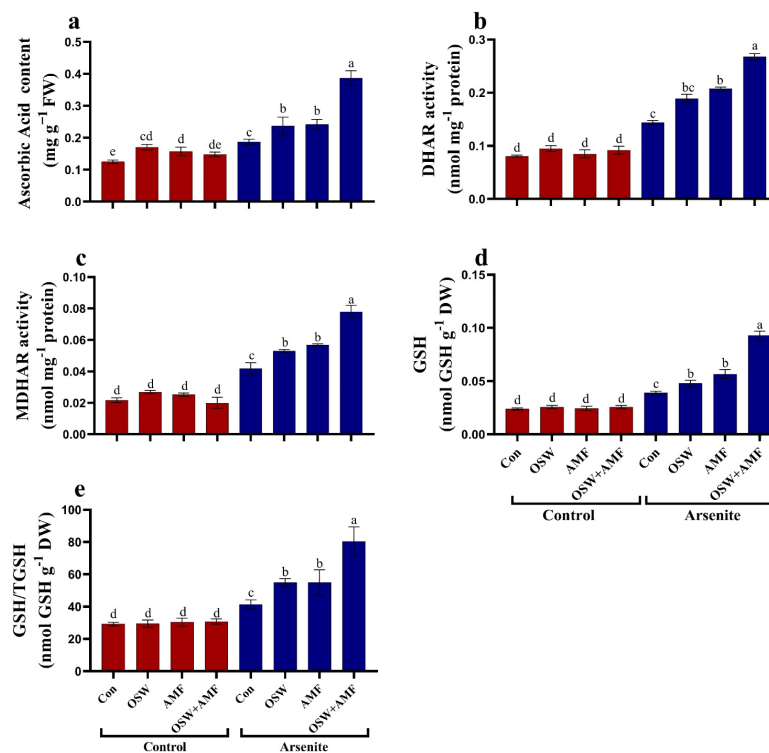 a
Ascorbic Acid content
(mg g⁻¹ FW)
0.5
0.4
0.3
0.2
0.1
0.0
e
cd
d
de
c
b
b
a
b
DHAR activity
(nmol mg⁻¹ protein)
0.3
0.2
0.1
0.0
d
d
d
d
c
bc
b
a
c
MDHAR activity
(nmol mg⁻¹ protein)
0.10
0.08
0.06
0.04
0.02
0.00
d
d
d
d
c
b
b
a
d
GSH
(nmol GSH g⁻¹ DW)
0.15
0.10
0.05
0.00
d
d
d
d
c
b
b
a
Con
OSW
AMF
OSW+AMF
Con
OSW
AMF
OSW+AMF
Control
Arsenite
e
GSH/TGSH
(nmol GSH g⁻¹ DW)
100
80
60
40
20
0
d
d
d
d
c
b
b
a
Con
OSW
AMF
OSW+AMF
Con
OSW
AMF
OSW+AMF
Control
Arsenite